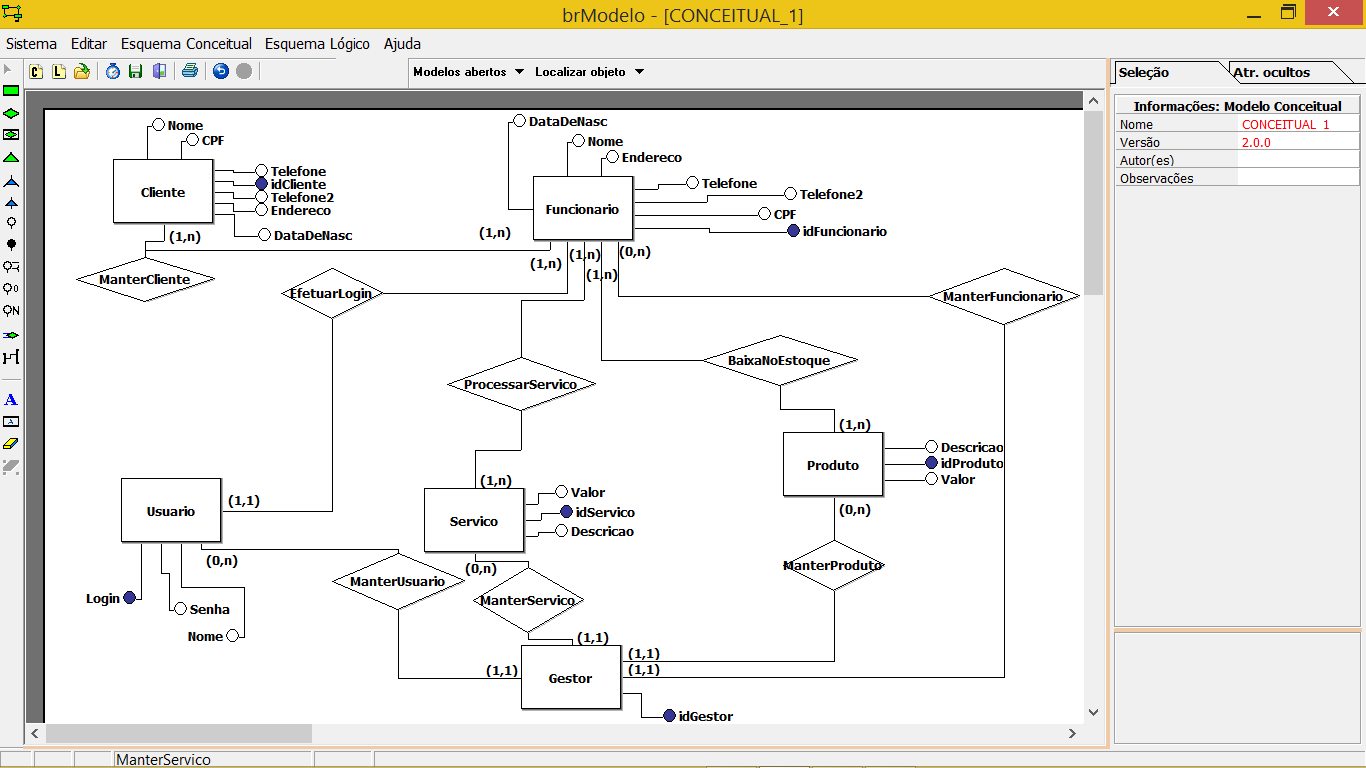 brModelo - [CONCEITUAL_1]
Sistema Editar Esquema Conceitual Esquema Lógico Ajuda
Modelos abertos Localizar objeto
Seleção Atr. ocultos
Informações: Modelo Conceitual
Nome CONCEITUAL_1
Versão 2.0.0
Autor(es)
Observações
DataDeNasc
Nome
CPF
Nome
Endereco
Telefone
idCliente
Telefone2
Endereco
DataDeNasc
Cliente
Telefone
Telefone2
CPF
idFuncionario
Funcionario
(1,n)
(1,n)
(1,n)
(1,n)
(0,n)
(1,n)
ManterCliente
EfetuarLogin
ManterFuncionario
BaixaNoEstoque
ProcessarServico
(1,n)
Descricao
idProduto
Valor
Produto
(1,n)
(1,1)
Valor
idServico
Descricao
Usuario
Servico
(0,n)
(0,n)
(0,n)
ManterProduto
ManterUsuario
ManterServico
Login
Senha
Nome
(1,1)
(1,1)
(1,1)
(1,1)
Gestor
idGestor
ManterServico